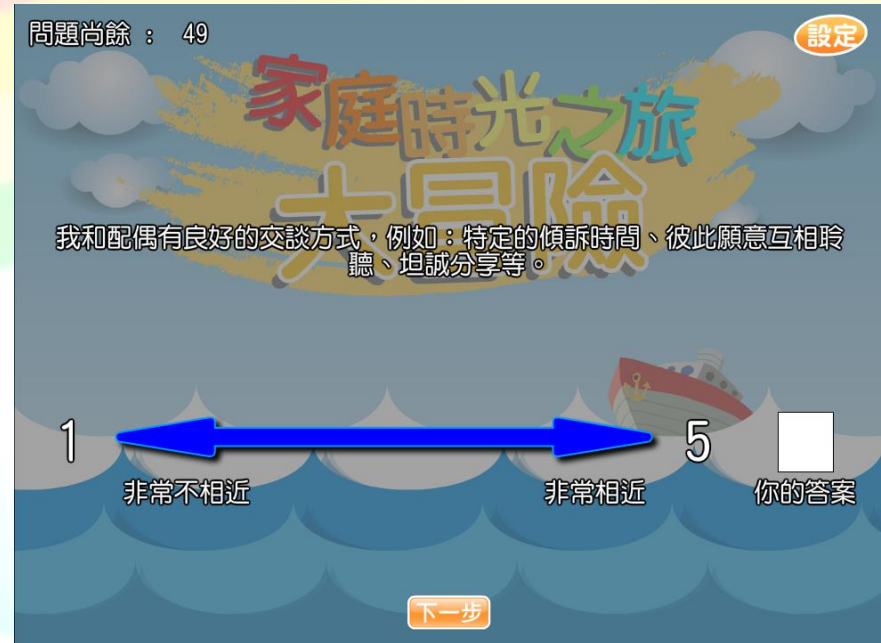 問題尚餘： 49
設定
家庭時光之旅
大冒險
我和配偶有良好的交談方式，例如：特定的傾訴時間、彼此願意互相聆
聽、坦誠分享等。
1
5
非常不相近
非常相近
你的答案
下一步